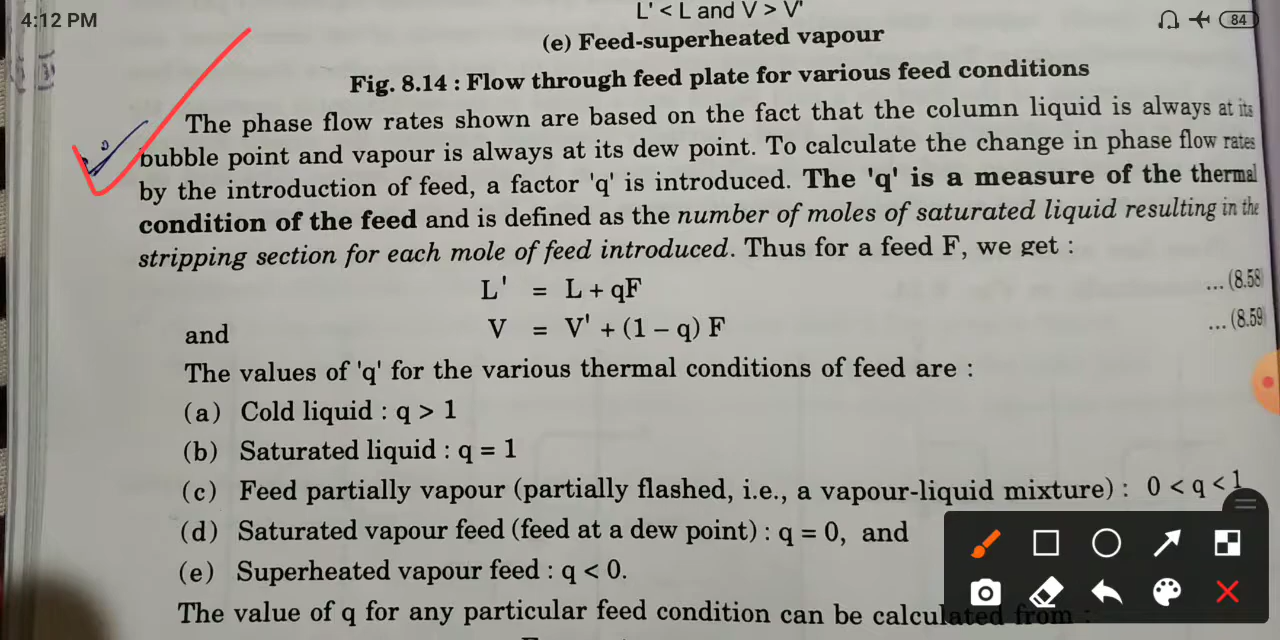 4:12 PM
84
L' < L and V > V'
(e) Feed-superheated vapour
Fig. 8.14 : Flow through feed plate for various feed conditions
The phase flow rates shown are based on the fact that the column liquid is always at its
bubble point and vapour is always at its dew point. To calculate the change in phase flow rates
by the introduction of feed, a factor 'q' is introduced. The 'q' is a measure of the thermal
condition of the feed and is defined as the number of moles of saturated liquid resulting in the
stripping section for each mole of feed introduced. Thus for a feed F, we get :
L' = L + qF ... (8.58)
and V = V' + (1 – q) F ... (8.59
The values of 'q' for the various thermal conditions of feed are :
(a) Cold liquid : q > 1
(b) Saturated liquid : q = 1
(c) Feed partially vapour (partially flashed, i.e., a vapour-liquid mixture) : 0 < q < 1
(d) Saturated vapour feed (feed at a dew point) : q = 0, and
(e) Superheated vapour feed : q < 0.
The value of q for any particular feed condition can be calculated from :